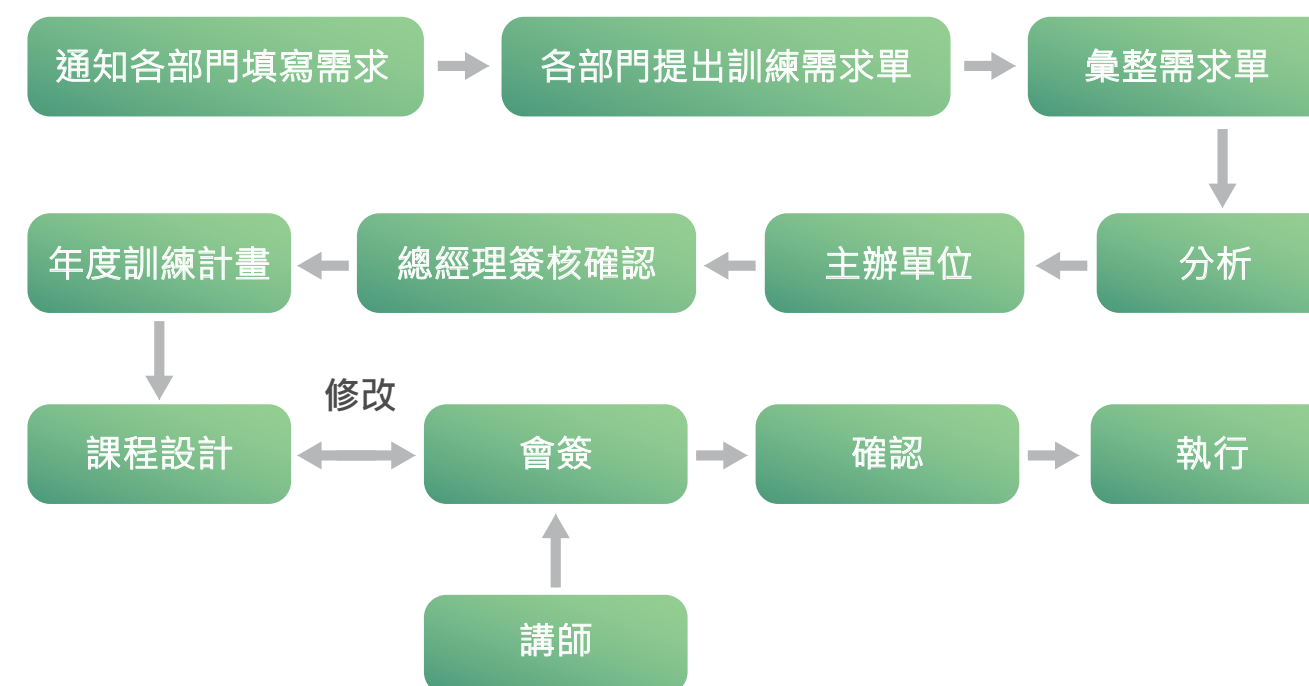 通知各部門填寫需求
各部門提出訓練需求單
彙整需求單
分析
主辦單位
總經理簽核確認
年度訓練計畫
修改
課程設計
會簽
確認
執行
講師